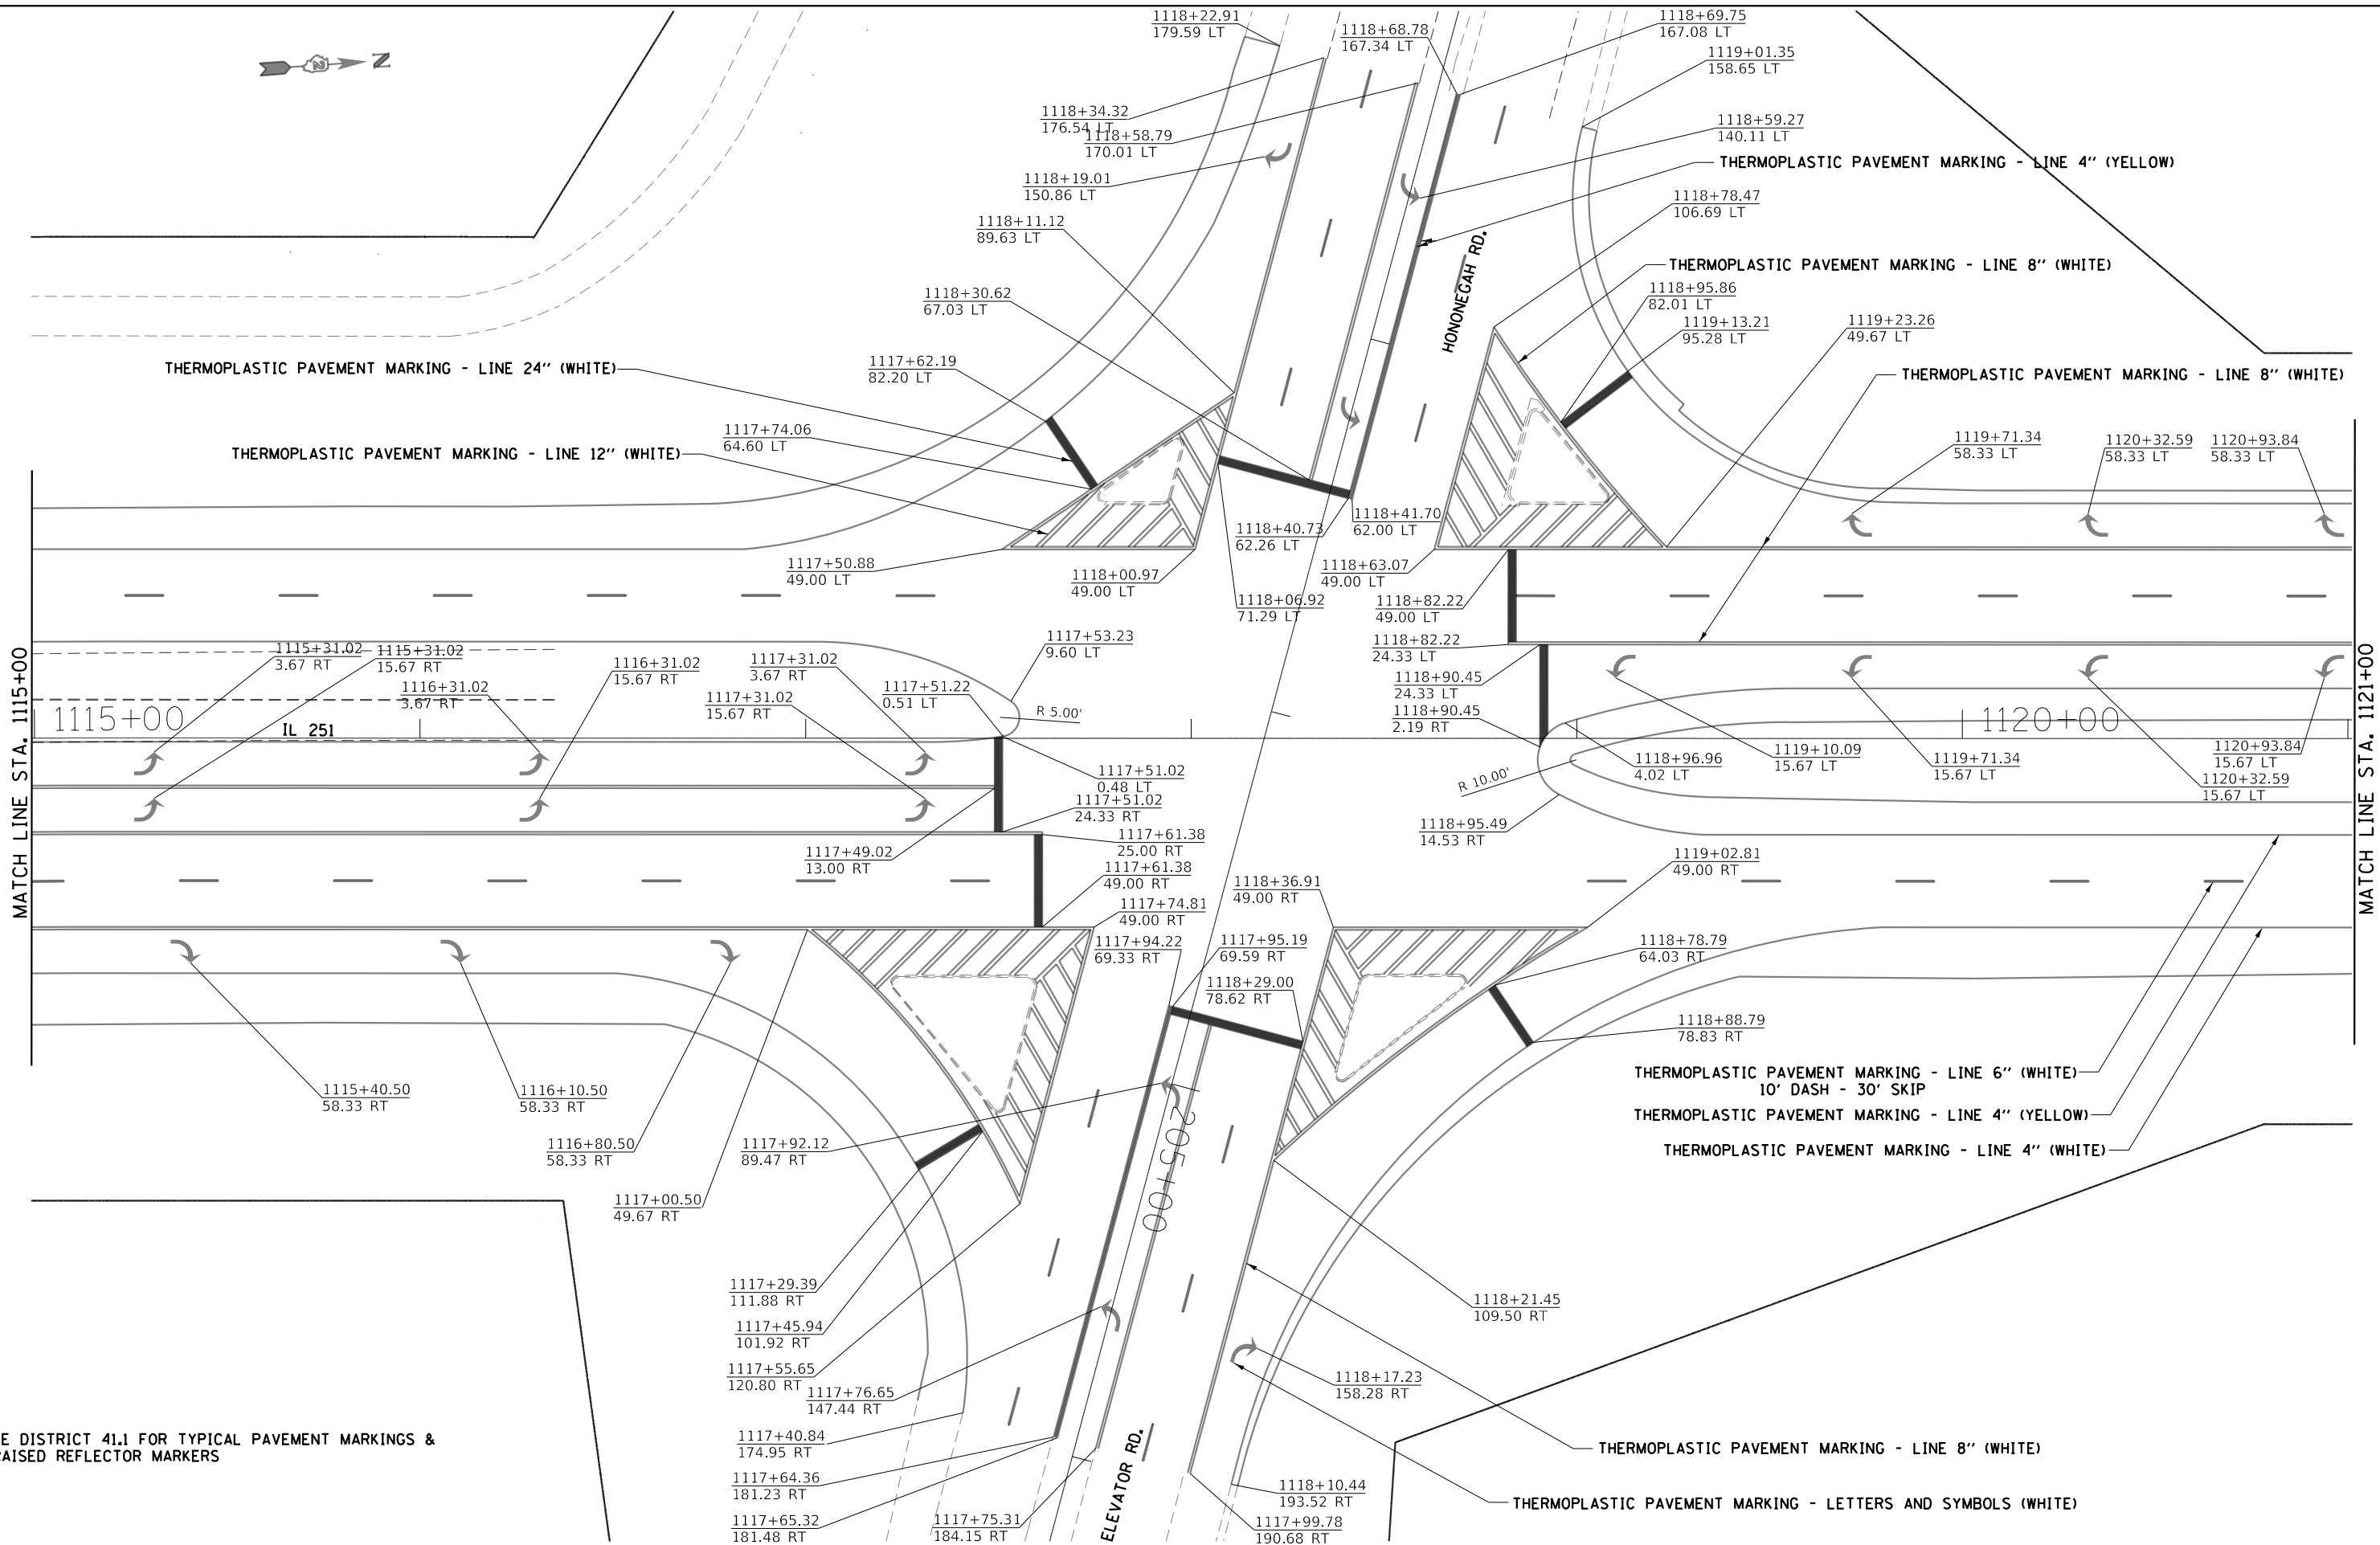 N
1118+22.91
179.59 LT
1118+68.78
167.34 LT
1118+69.75
167.08 LT
1119+01.35
158.65 LT
1118+34.32
176.54 LT
1118+58.79
170.01 LT
1118+59.27
140.11 LT
THERMOPLASTIC PAVEMENT MARKING - LINE 4" (YELLOW)
1118+19.01
150.86 LT
1118+78.47
106.69 LT
1118+11.12
89.63 LT
HONONEGAH RD.
THERMOPLASTIC PAVEMENT MARKING - LINE 8" (WHITE)
1118+30.62
67.03 LT
1118+95.86
82.01 LT
1119+13.21
95.28 LT
1119+23.26
49.67 LT
THERMOPLASTIC PAVEMENT MARKING - LINE 24" (WHITE)
1117+62.19
82.20 LT
THERMOPLASTIC PAVEMENT MARKING - LINE 8" (WHITE)
1117+74.06
64.60 LT
THERMOPLASTIC PAVEMENT MARKING - LINE 12" (WHITE)
1119+71.34
58.33 LT
1120+32.59
58.33 LT
1120+93.84
58.33 LT
1118+41.70
62.00 LT
1118+40.73
62.26 LT
1117+50.88
49.00 LT
1118+00.97
49.00 LT
1118+63.07
49.00 LT
1118+06.92
71.29 LT
1118+82.22
49.00 LT
1118+82.22
24.33 LT
MATCH LINE STA. 1115+00
MATCH LINE STA. 1121+00
1115+31.02
3.67 RT
1115+31.02
15.67 RT
1116+31.02
3.67 RT
1116+31.02
15.67 RT
1117+31.02
3.67 RT
1117+31.02
15.67 RT
1117+53.23
9.60 LT
1117+51.22
0.51 LT
R 5.00'
1118+90.45
24.33 LT
1118+90.45
2.19 RT
1115+00
IL 251
1120+00
1117+51.02
0.48 LT
1117+51.02
24.33 RT
R 10.00'
1118+96.96
4.02 LT
1119+10.09
15.67 LT
1119+71.34
15.67 LT
1120+93.84
15.67 LT
1120+32.59
15.67 LT
1118+95.49
14.53 RT
1117+61.38
25.00 RT
1117+49.02
13.00 RT
1117+61.38
49.00 RT
1117+74.81
49.00 RT
1118+36.91
49.00 RT
1119+02.81
49.00 RT
1117+94.22
69.33 RT
1117+95.19
69.59 RT
1118+29.00
78.62 RT
1118+78.79
64.03 RT
1118+88.79
78.83 RT
THERMOPLASTIC PAVEMENT MARKING - LINE 6" (WHITE)
10' DASH - 30' SKIP
THERMOPLASTIC PAVEMENT MARKING - LINE 4" (YELLOW)
THERMOPLASTIC PAVEMENT MARKING - LINE 4" (WHITE)
1115+40.50
58.33 RT
1116+10.50
58.33 RT
1116+80.50
58.33 RT
1117+92.12
89.47 RT
1117+00.50
49.67 RT
205+00
1117+29.39
111.88 RT
1117+45.94
101.92 RT
1117+55.65
120.80 RT
1117+76.65
147.44 RT
1118+21.45
109.50 RT
1118+17.23
158.28 RT
1117+40.84
174.95 RT
E DISTRICT 41.1 FOR TYPICAL PAVEMENT MARKINGS &
AISED REFLECTOR MARKERS
1117+64.36
181.23 RT
1117+65.32
181.48 RT
1117+75.31
184.15 RT
ELEVATOR RD.
1118+10.44
193.52 RT
1117+99.78
190.68 RT
THERMOPLASTIC PAVEMENT MARKING - LINE 8" (WHITE)
THERMOPLASTIC PAVEMENT MARKING - LETTERS AND SYMBOLS (WHITE)